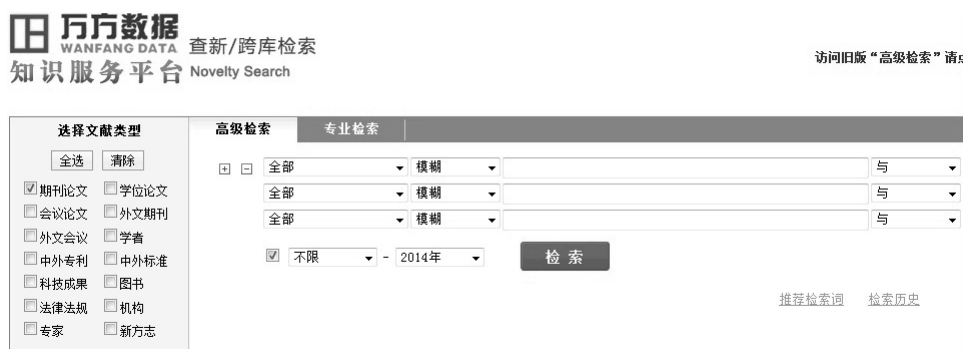 万方数据
WANFANG DATA
知识服务平台
查新/跨库检索
Novelty Search
访问旧版“高级检索”请点
选择文献类型
全选 清除
期刊论文 学位论文
会议论文 外文期刊
外文会议 学者
中外专利 中外标准
科技成果 图书
法律法规 机构
专家 新方志
高级检索 专业检索
全部 模糊 与
全部 模糊 与
全部 模糊 与
不限 - 2014年 检索
推荐检索词 检索历史